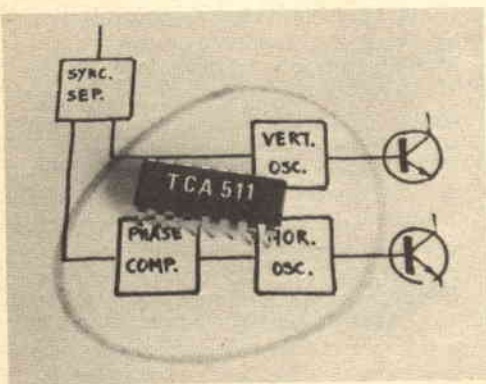 SYNC.
SEP.
VERT.
OSC.
TCA 511
PHASE
COMP.
HOR.
OSC.